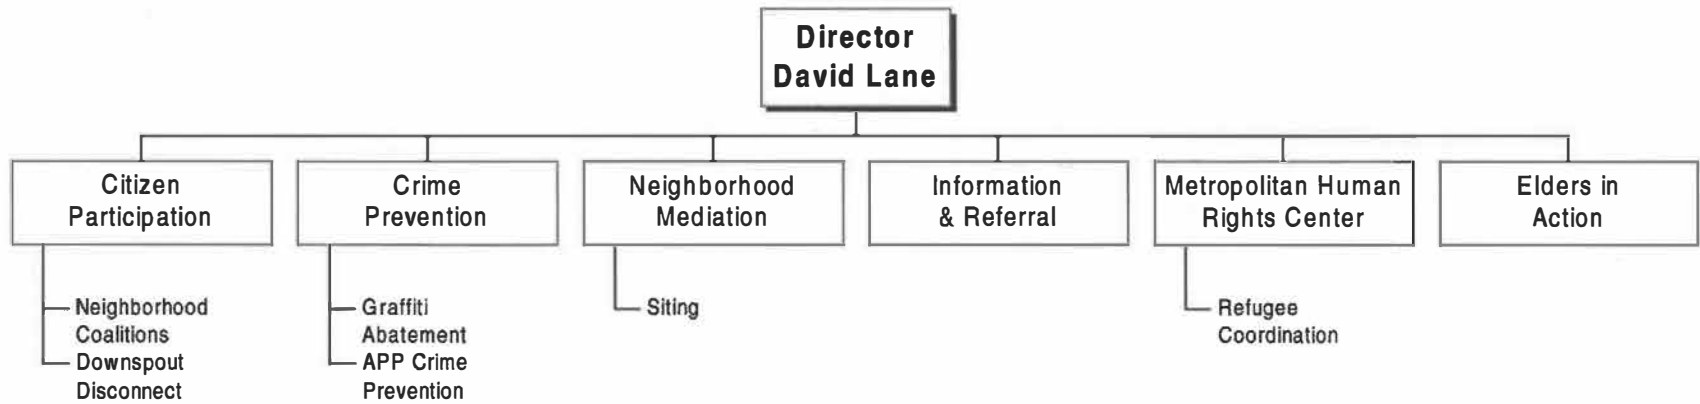 Director
David Lane
Citizen
Participation
Crime
Prevention
Neighborhood
Mediation
Information
& Referral
Metropolitan Human
Rights Center
Elders in
Action
Neighborhood
Coalitions
Downspout
Disconnect
Graffiti
Abatement
APP Crime
Prevention
Siting
Refugee
Coordination